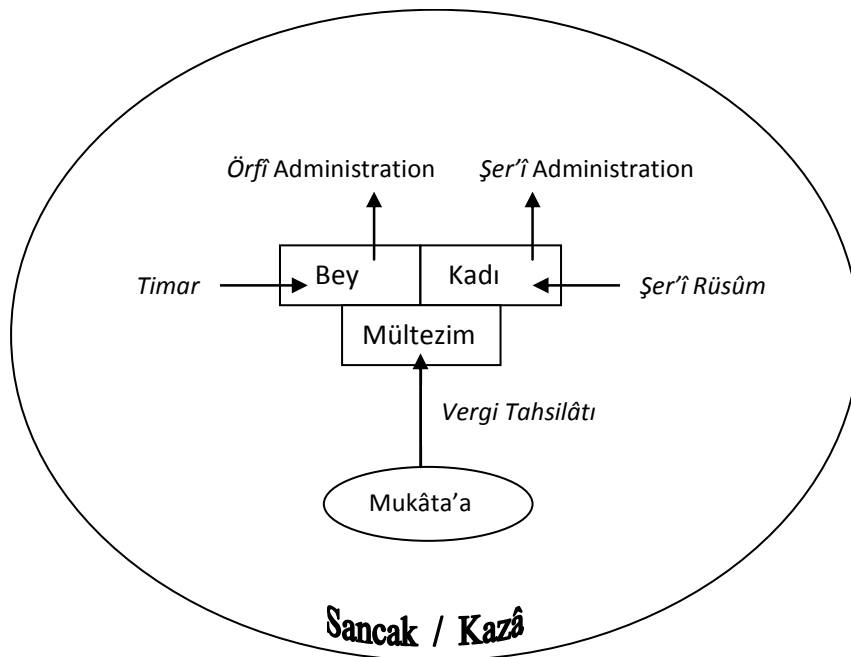 Örfî Administration
Şer’î Administration
Timar
Bey
Kadı
Şer’î Rüsûm
Mültezim
Vergi Tahsilâtı
Mukâta’a
Sancak / Kazâ